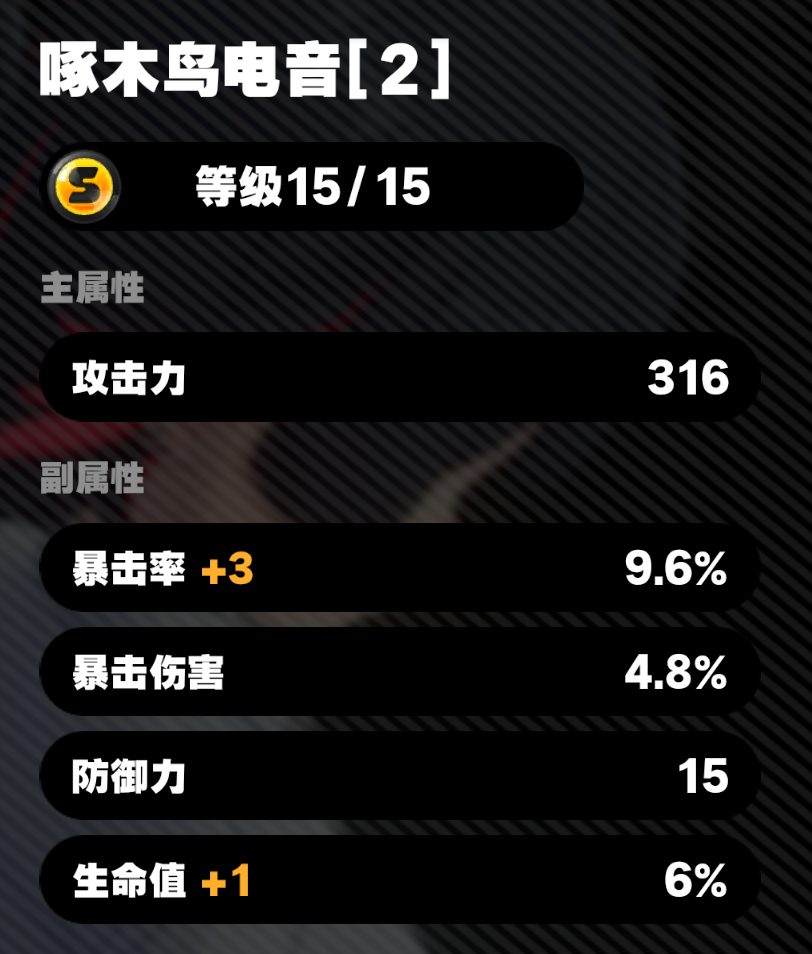 啄木鸟电音[2]
S 等级15/15
主属性
攻击力 316
副属性
暴击率 +3 9.6%
暴击伤害 4.8%
防御力 15
生命值 +1 6%